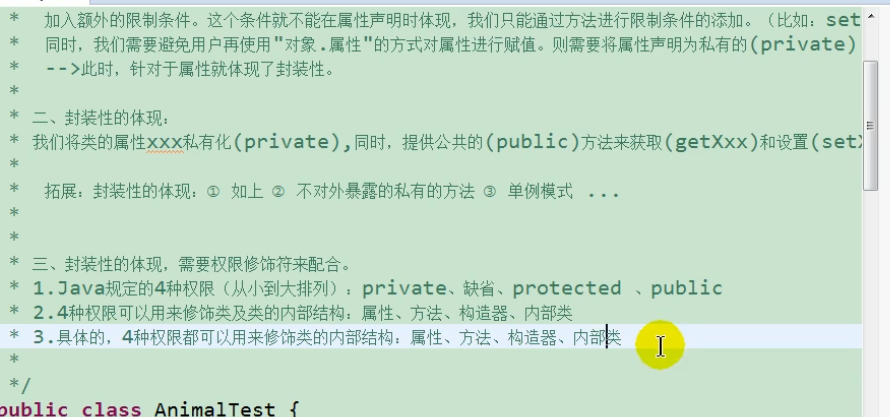 * 加入额外的限制条件。这个条件就不能在属性声明时体现，我们只能通过方法进行限制条件的添加。（比如：set
* 同时，我们需要避免用户再使用"对象.属性"的方式对属性进行赋值。则需要将属性声明为私有的(private)
* -->此时，针对于属性就体现了封装性。
*
* 二、封装性的体现：
* 我们将类的属性xxx私有化(private),同时，提供公共的(public)方法来获取(getXxx)和设置(set
*
* 拓展：封装性的体现：① 如上 ② 不对外暴露的私有的方法 ③ 单例模式 ...
*
*
* 三、封装性的体现，需要权限修饰符来配合。
* 1.Java规定的4种权限（从小到大排列）：private、缺省、protected 、public
* 2.4种权限可以用来修饰类及类的内部结构：属性、方法、构造器、内部类
* 3.具体的，4种权限都可以用来修饰类的内部结构：属性、方法、构造器、内部类
*
*/
public class AnimalTest {